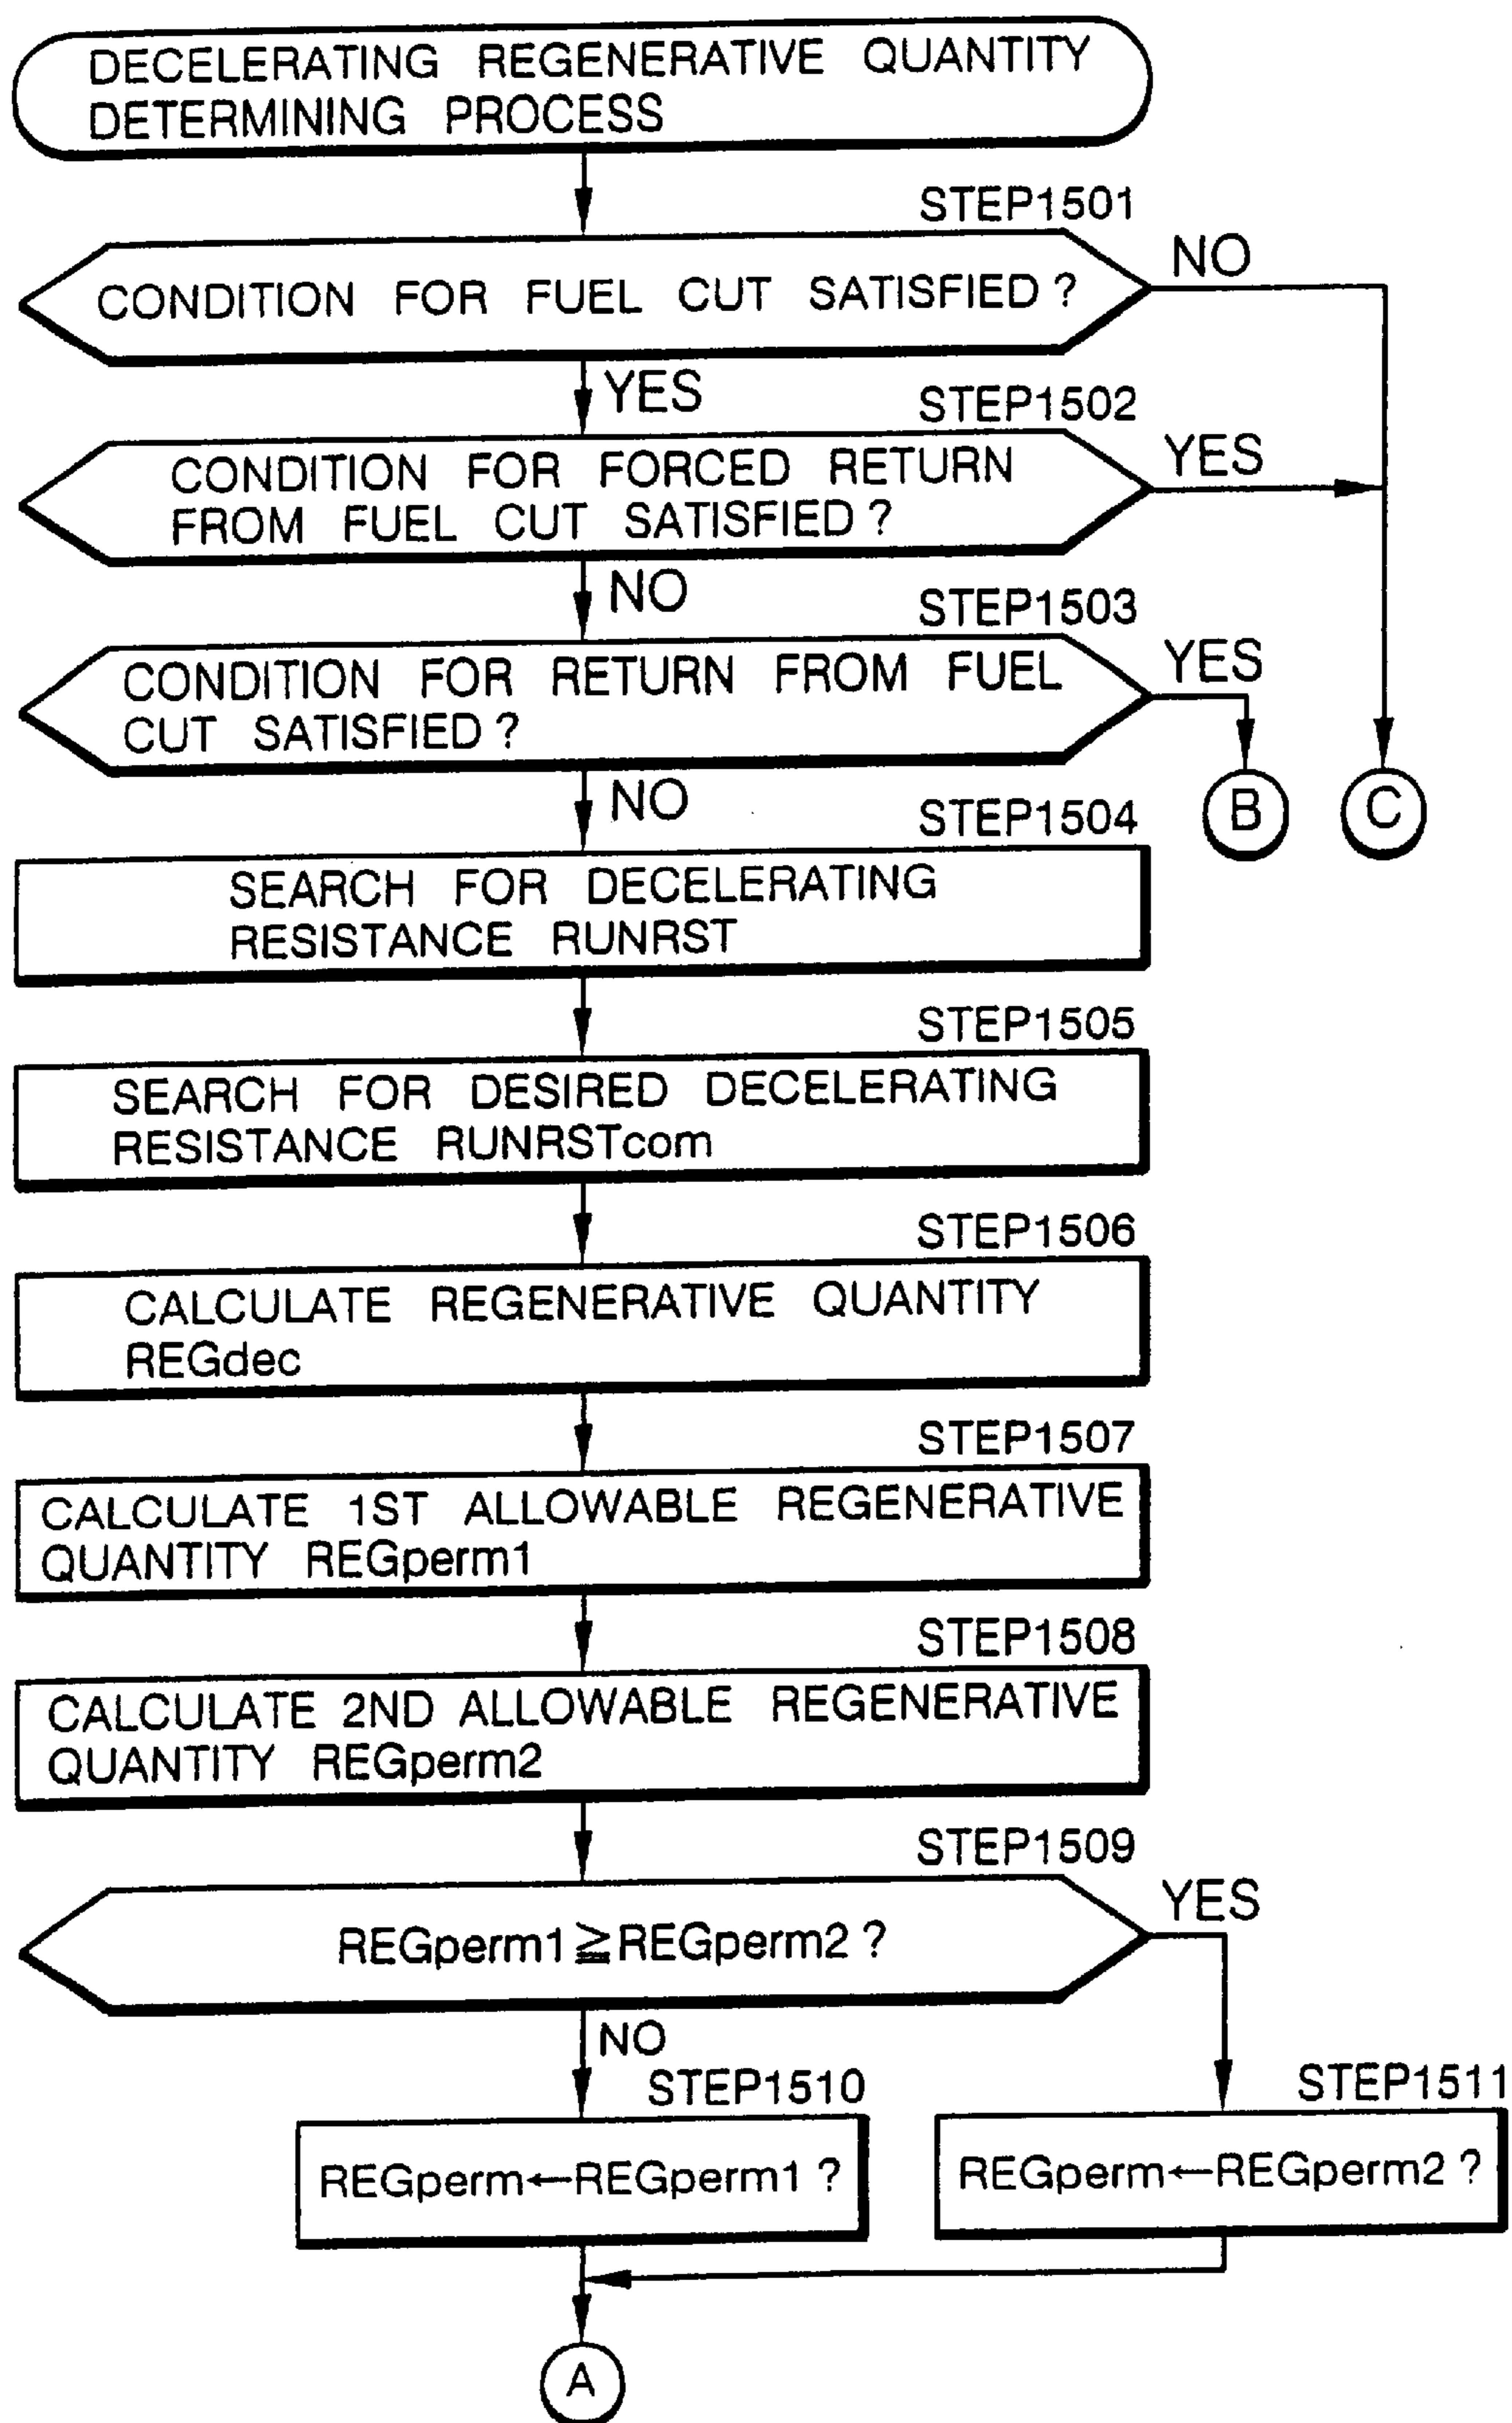 DECELERATING REGENERATIVE QUANTITY
DETERMINING PROCESS
STEP1501
CONDITION FOR FUEL CUT SATISFIED ?
NO
YES
STEP1502
CONDITION FOR FORCED RETURN
FROM FUEL CUT SATISFIED ?
YES
NO
STEP1503
CONDITION FOR RETURN FROM FUEL
CUT SATISFIED ?
YES
NO
B
C
STEP1504
SEARCH FOR DECELERATING
RESISTANCE RUNRST
STEP1505
SEARCH FOR DESIRED DECELERATING
RESISTANCE RUNRSTcom
STEP1506
CALCULATE REGENERATIVE QUANTITY
REGdec
STEP1507
CALCULATE 1ST ALLOWABLE REGENERATIVE
QUANTITY REGperm1
STEP1508
CALCULATE 2ND ALLOWABLE REGENERATIVE
QUANTITY REGperm2
STEP1509
REGperm1≧REGperm2 ?
YES
NO
STEP1510
REGperm←REGperm1 ?
STEP1511
REGperm←REGperm2 ?
A